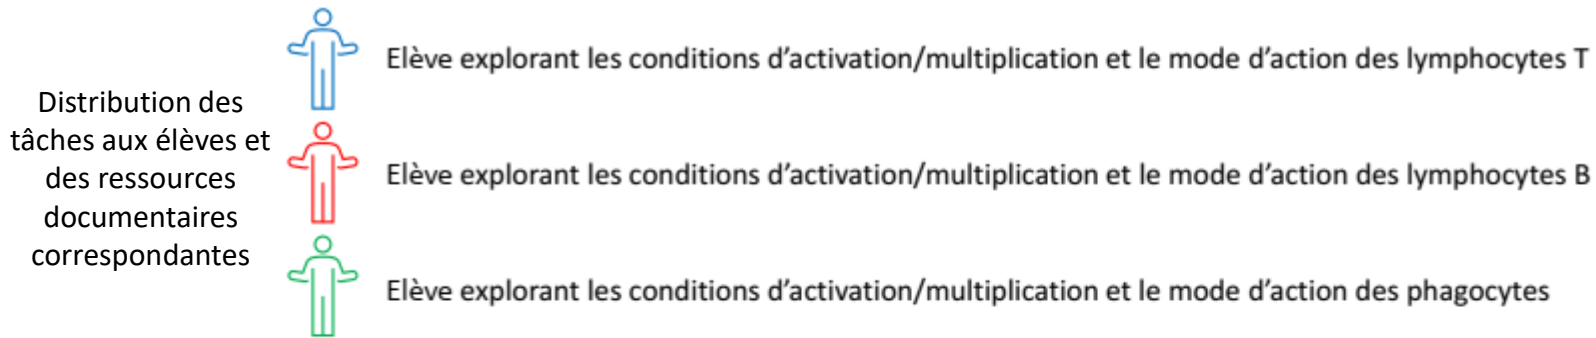 Distribution des
tâches aux élèves et
des ressources
documentaires
correspondantes
Elève explorant les conditions d'activation/multiplication et le mode d'action des lymphocytes T
Elève explorant les conditions d'activation/multiplication et le mode d'action des lymphocytes B
Elève explorant les conditions d'activation/multiplication et le mode d'action des phagocytes